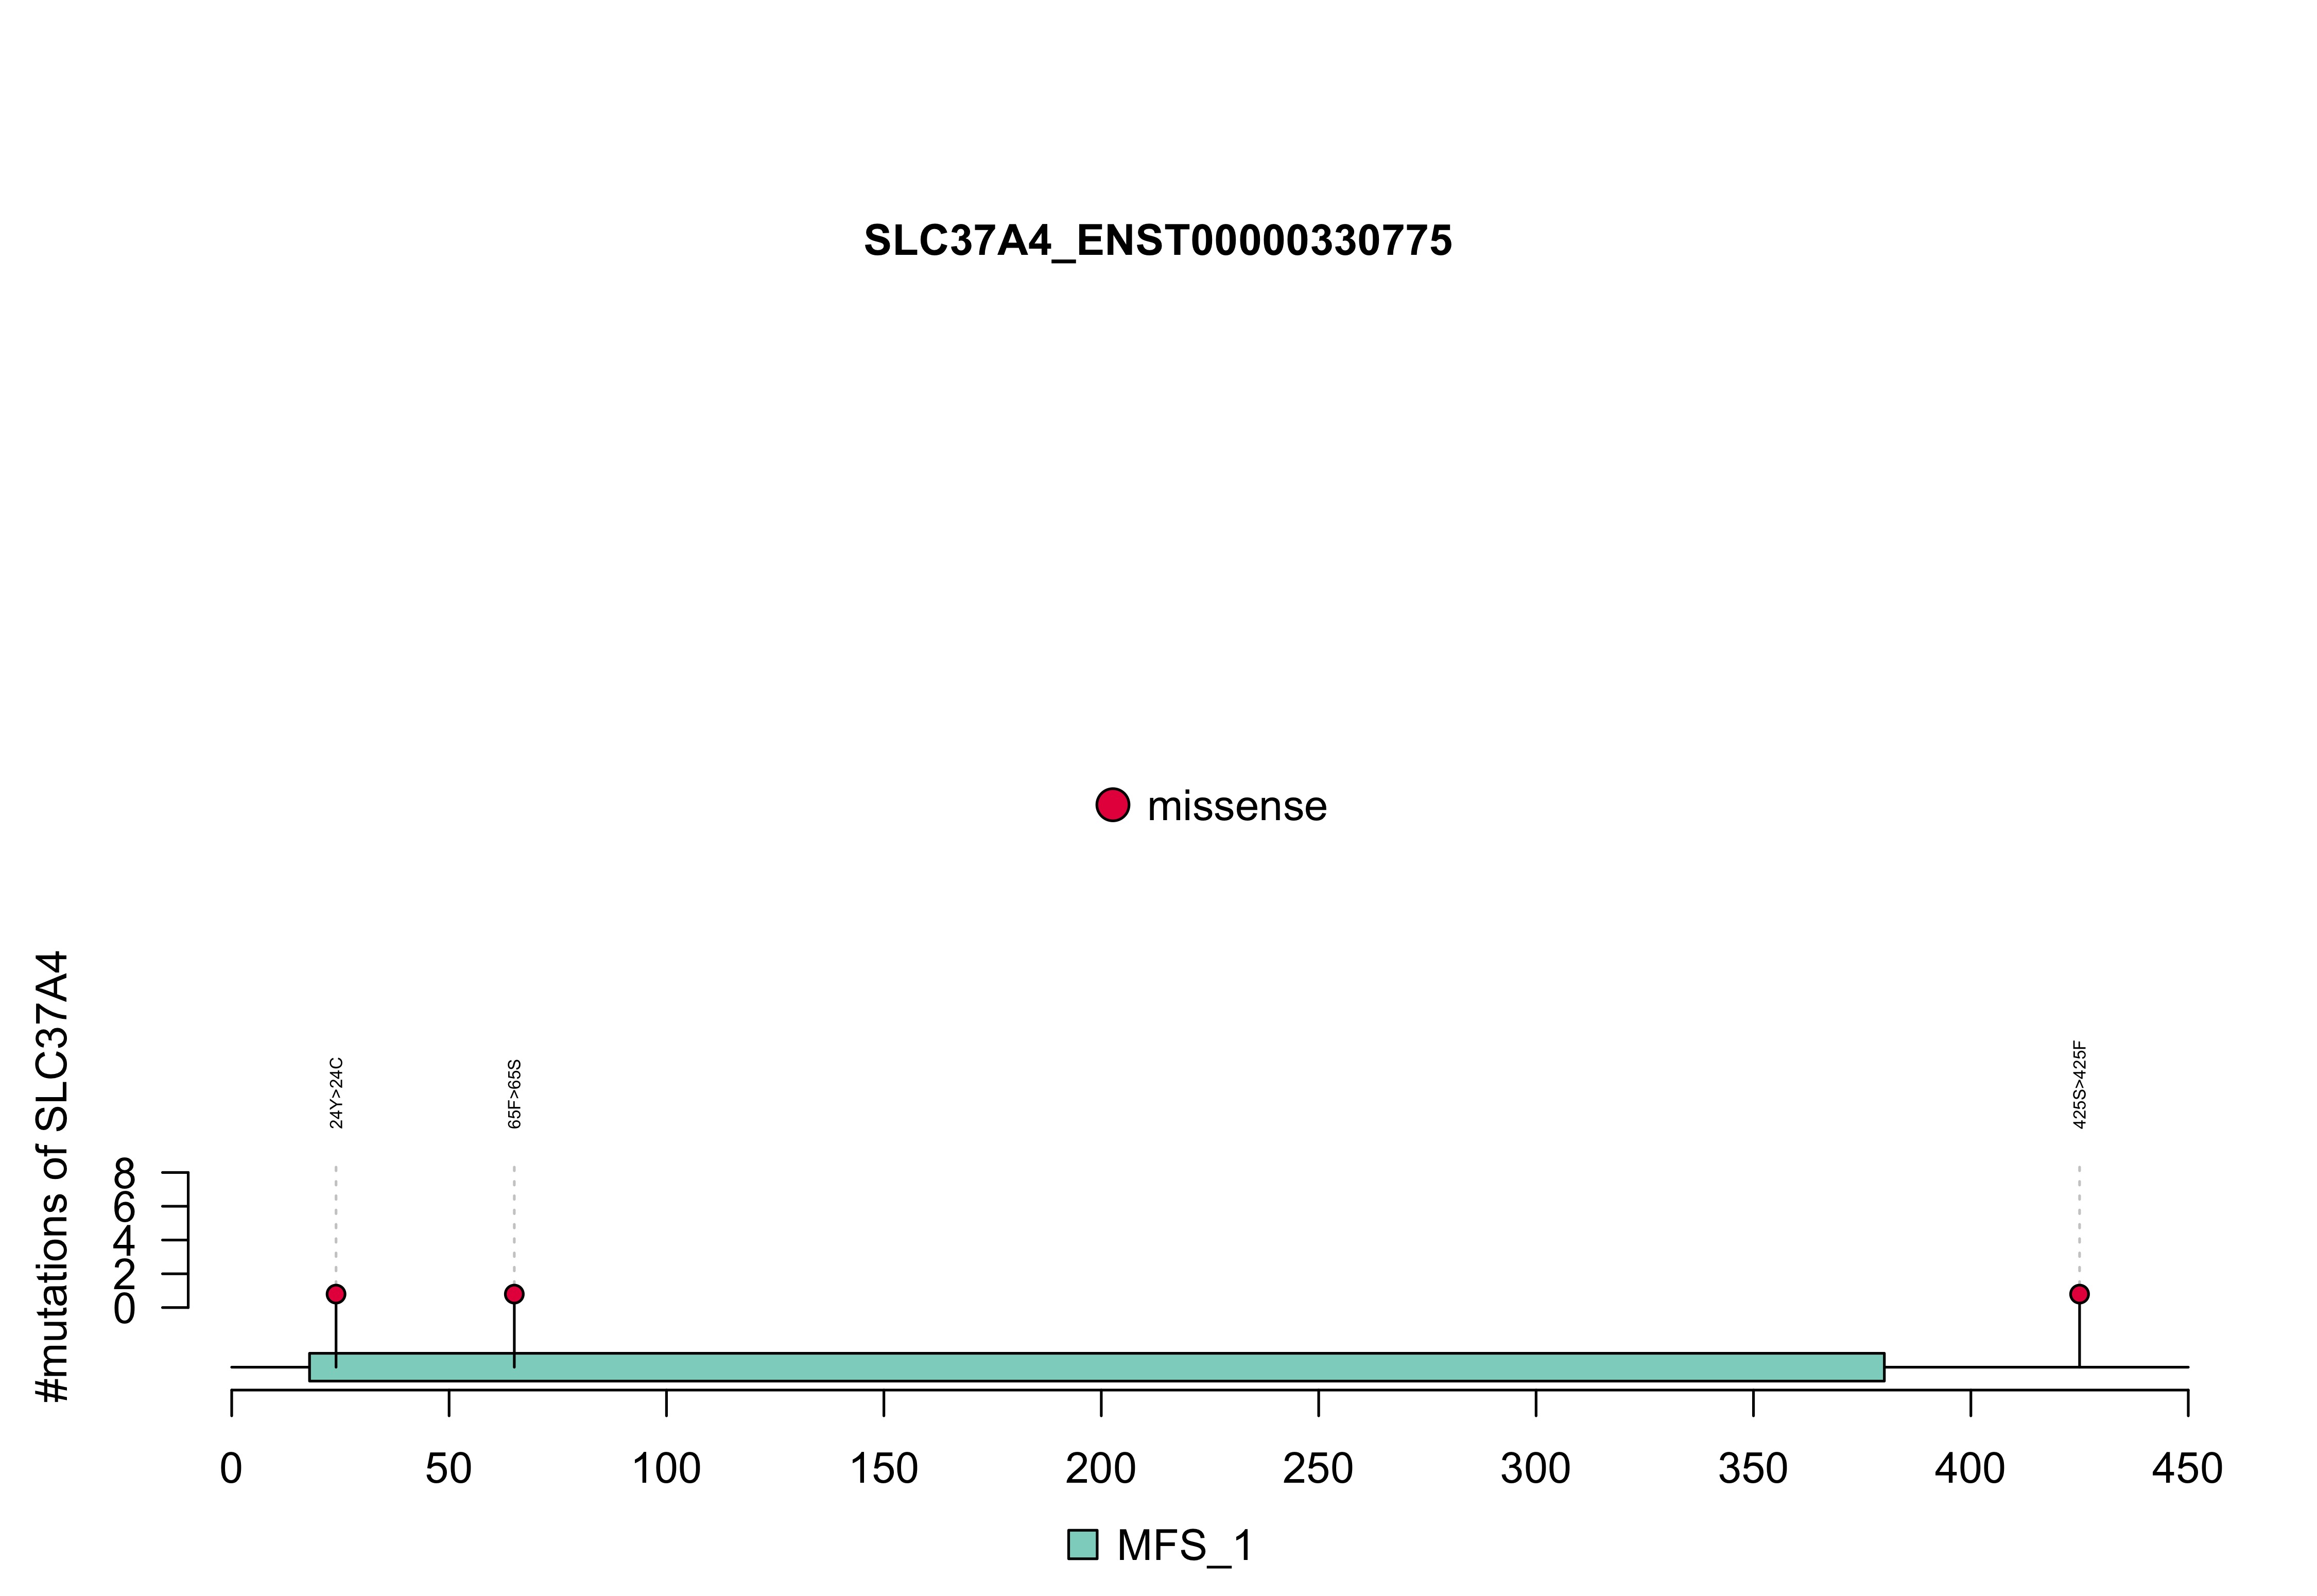 SLC37A4_ENST00000330775
missense
#mutations of SLC37A4
24Y>24C
65F>65S
425S>425F
8
6
4
2
0
0 50 100 150 200 250 300 350 400 450
MFS_1